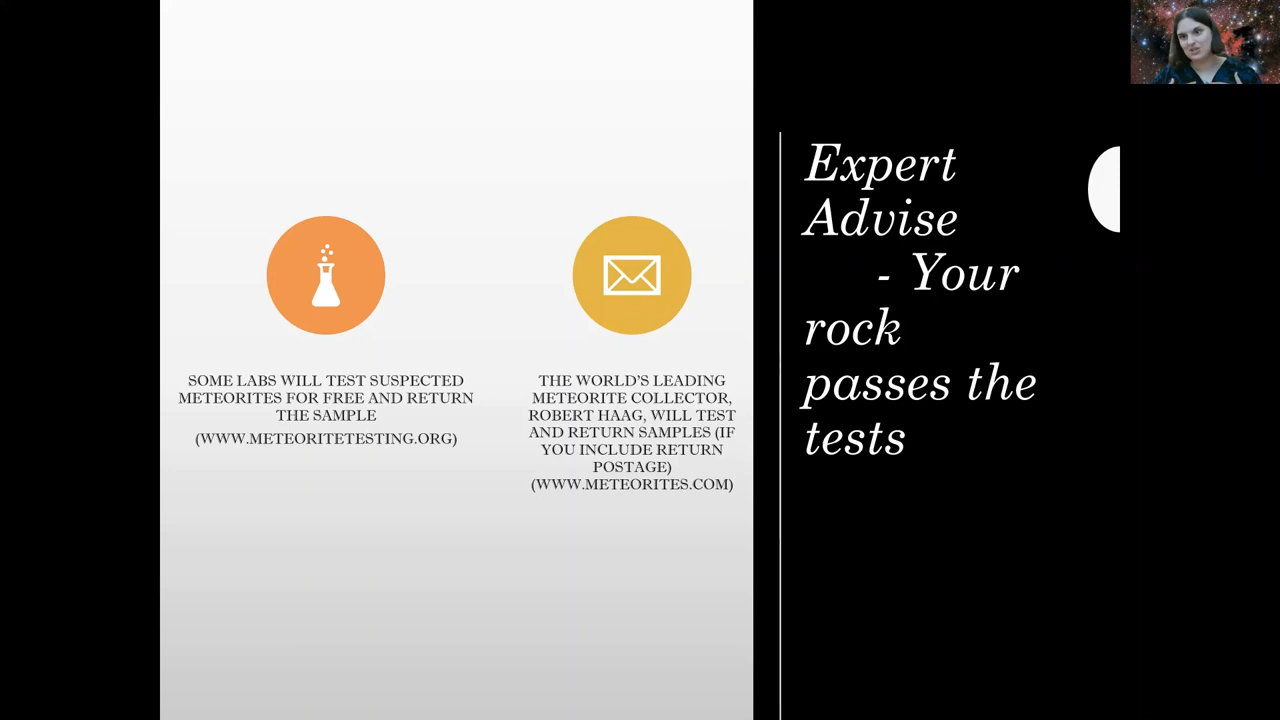 Expert
Advise
- Your
rock
passes the
tests
SOME LABS WILL TEST SUSPECTED
METEORITES FOR FREE AND RETURN
THE SAMPLE
(WWW.METEORITETESTING.ORG)
THE WORLD'S LEADING
METEORITE COLLECTOR,
ROBERT HAAG, WILL TEST
AND RETURN SAMPLES (IF
YOU INCLUDE RETURN
POSTAGE)
(WWW.METEORITES.COM)